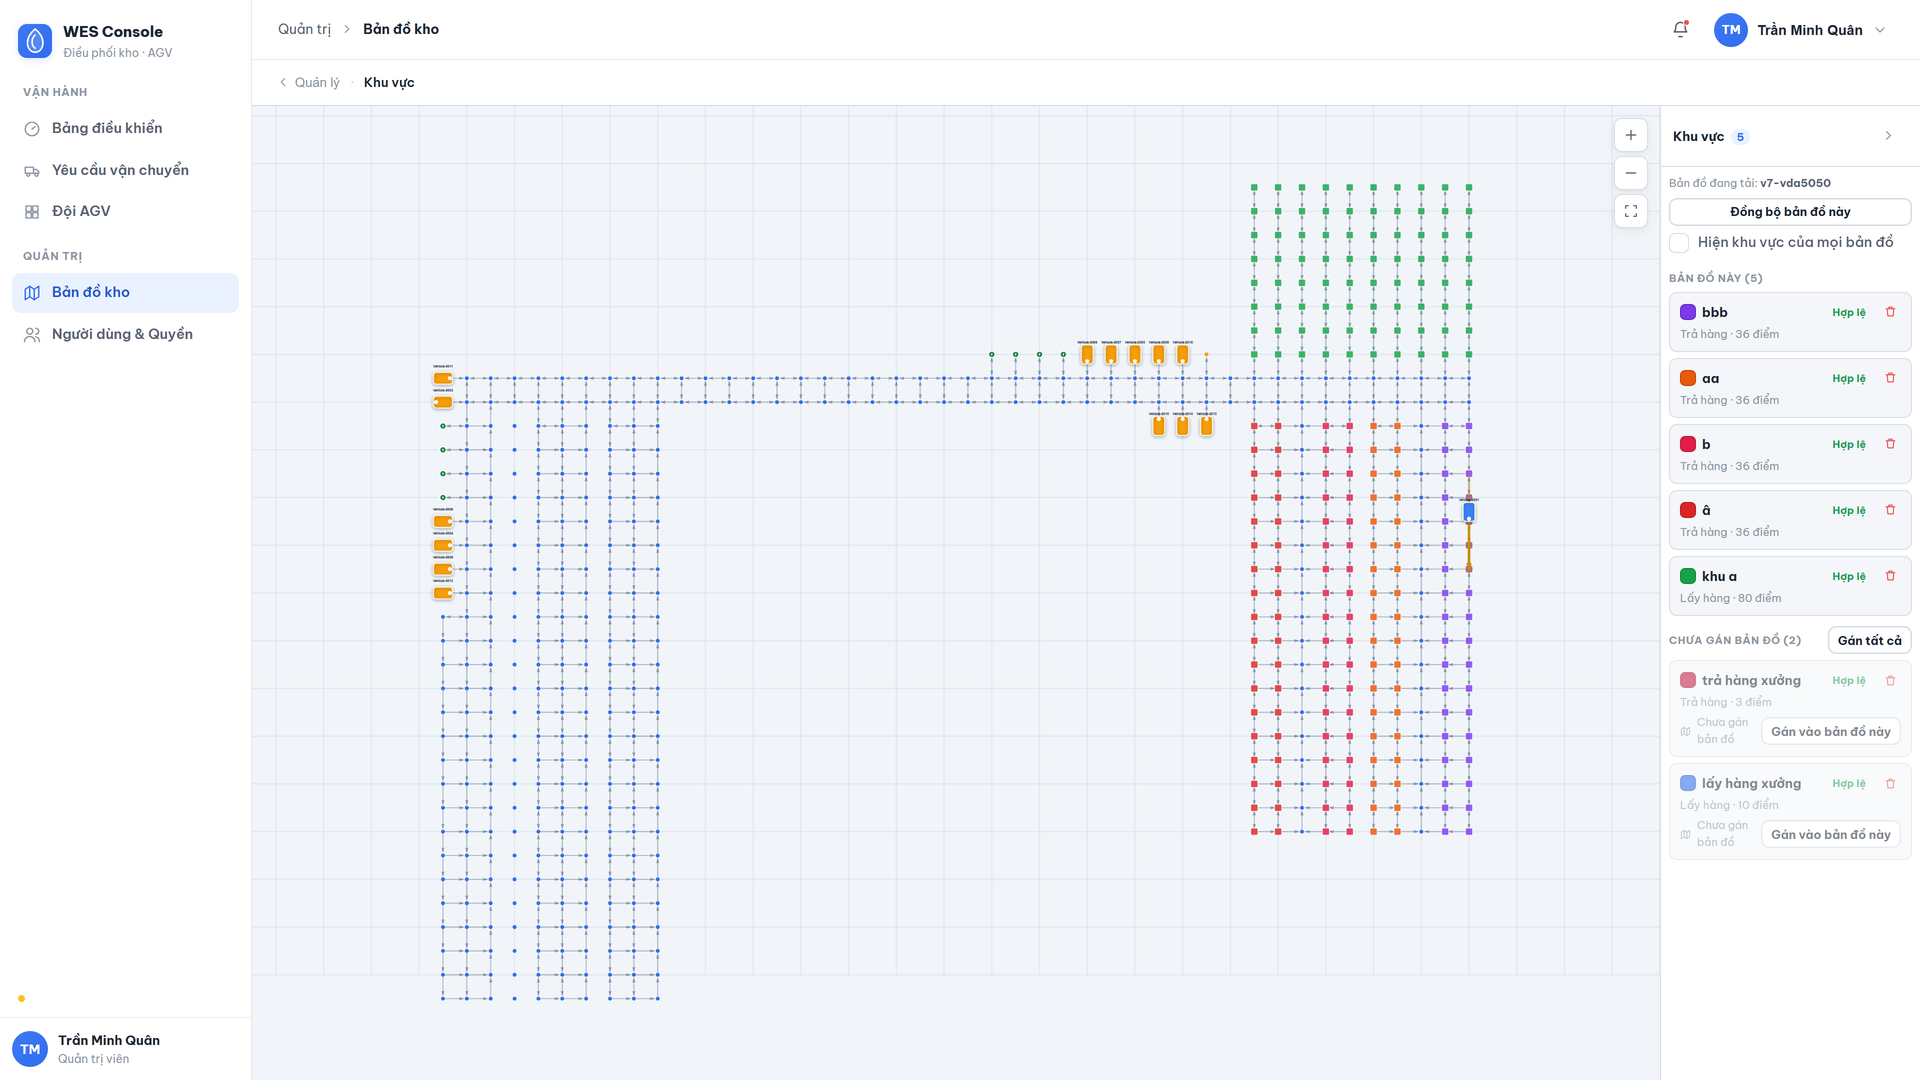 WES Console
Điều phối kho · AGV
VẬN HÀNH
Bảng điều khiển
Yêu cầu vận chuyển
Đội AGV
QUẢN TRỊ
Bản đồ kho
Người dùng & Quyền
TM
Trần Minh Quân
Quản trị viên
Quản trị
Bản đồ kho
TM
Trần Minh Quân
Quản lý · Khu vực
Khu vực 5
Bản đồ đang tải: v7-vda5050
Đồng bộ bản đồ này
Hiện khu vực của mọi bản đồ
BẢN ĐỒ NÀY (5)
bbb Hợp lệ
Trả hàng · 36 điểm
aa Hợp lệ
Trả hàng · 36 điểm
b Hợp lệ
Trả hàng · 36 điểm
â Hợp lệ
Trả hàng · 36 điểm
khu a Hợp lệ
Lấy hàng · 80 điểm
CHƯA GÁN BẢN ĐỒ (2) Gán tất cả
trả hàng xưởng Hợp lệ
Trả hàng · 3 điểm
Chưa gán
bản đồ
Gán vào bản đồ này
lấy hàng xưởng Hợp lệ
Lấy hàng · 10 điểm
Chưa gán
bản đồ
Gán vào bản đồ này